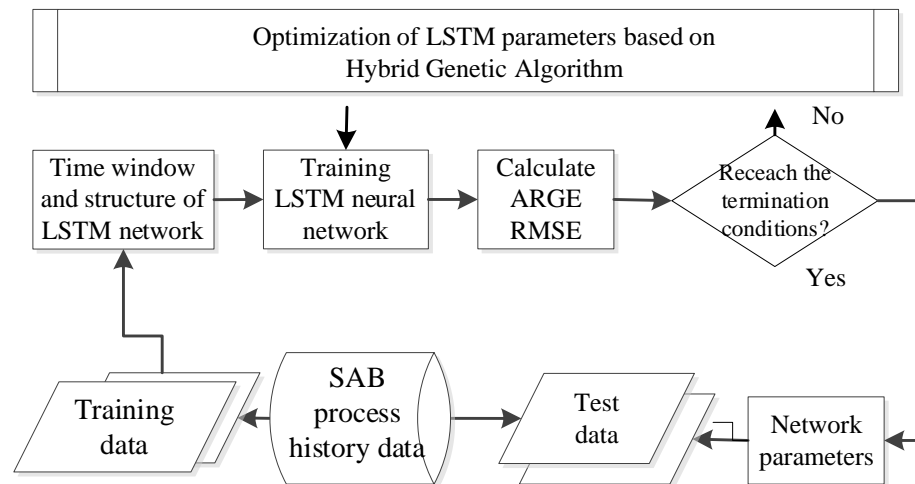 Optimization of LSTM parameters based on
Hybrid Genetic Algorithm
No
Time window
and structure of
LSTM network
Training
LSTM neural
network
Calculate
ARGE
RMSE
Receach the
termination
conditions?
Yes
Training
data
SAB
process
history data
Test
data
Network
parameters